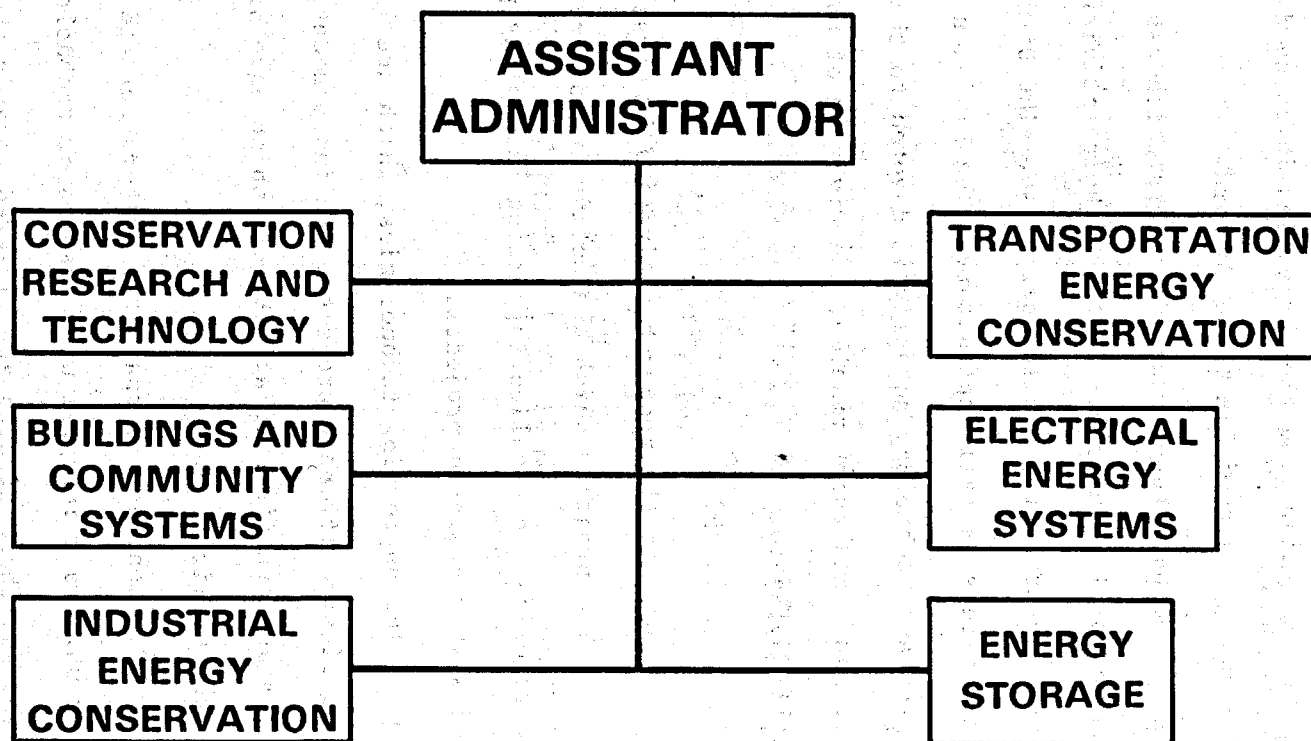 ASSISTANT
ADMINISTRATOR
CONSERVATION
RESEARCH AND
TECHNOLOGY
TRANSPORTATION
ENERGY
CONSERVATION
BUILDINGS AND
COMMUNITY
SYSTEMS
ELECTRICAL
ENERGY
SYSTEMS
INDUSTRIAL
ENERGY
CONSERVATION
ENERGY
STORAGE